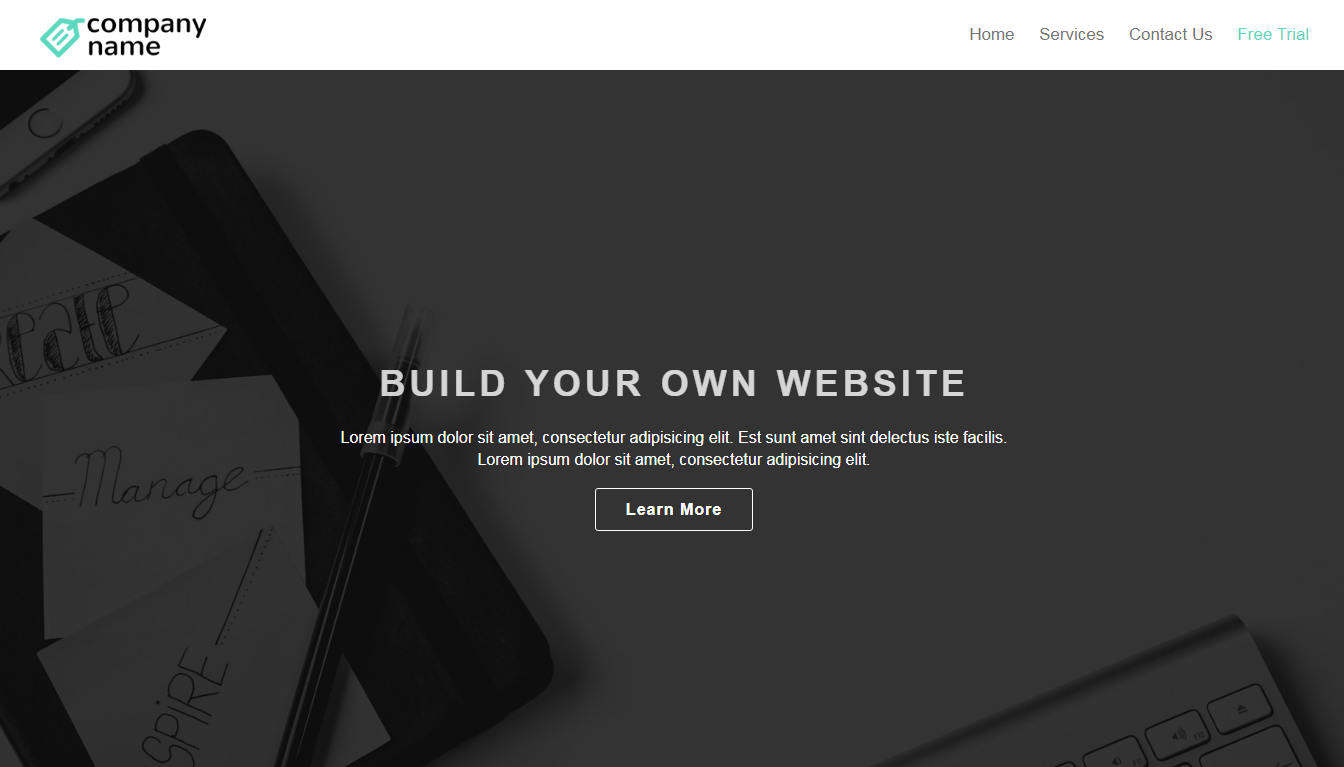 company
name
Home Services Contact Us Free Trial
BUILD YOUR OWN WEBSITE
Lorem ipsum dolor sit amet, consectetur adipisicing elit. Est sunt amet sint delectus iste facilis.
Lorem ipsum dolor sit amet, consectetur adipisicing elit.
Learn More
eate
Manage
SPIRE
F12